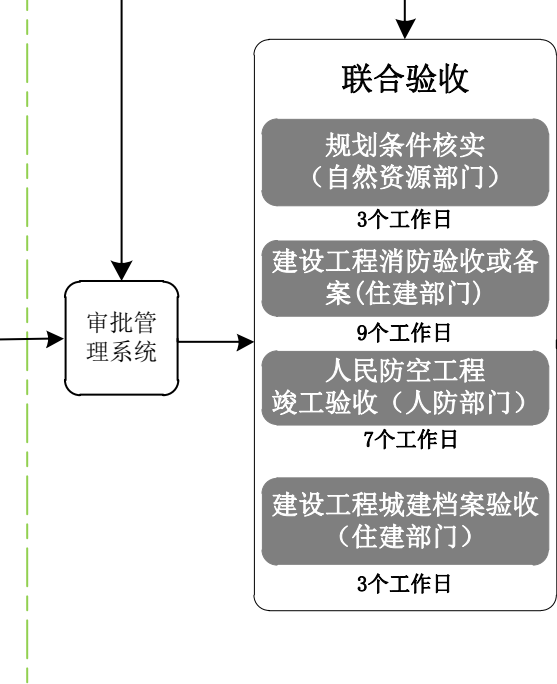 联合验收
规划条件核实
（自然资源部门）
3个工作日
建设工程消防验收或备
案(住建部门)
9个工作日
审批管
理系统
人民防空工程
竣工验收（人防部门）
7个工作日
建设工程城建档案验收
（住建部门）
3个工作日